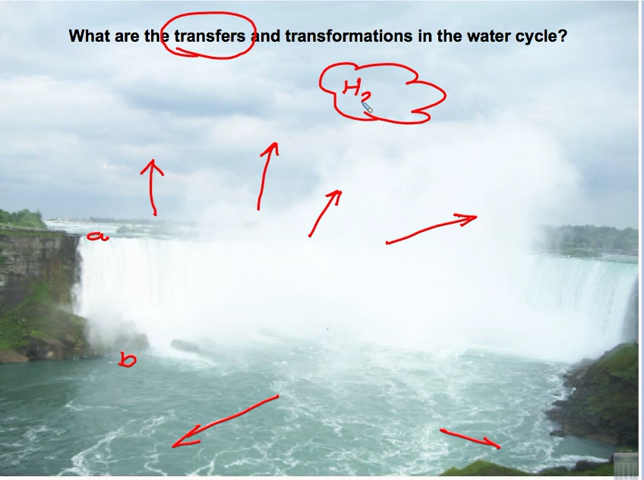 What are the transfers and transformations in the water cycle?
H2
a
b